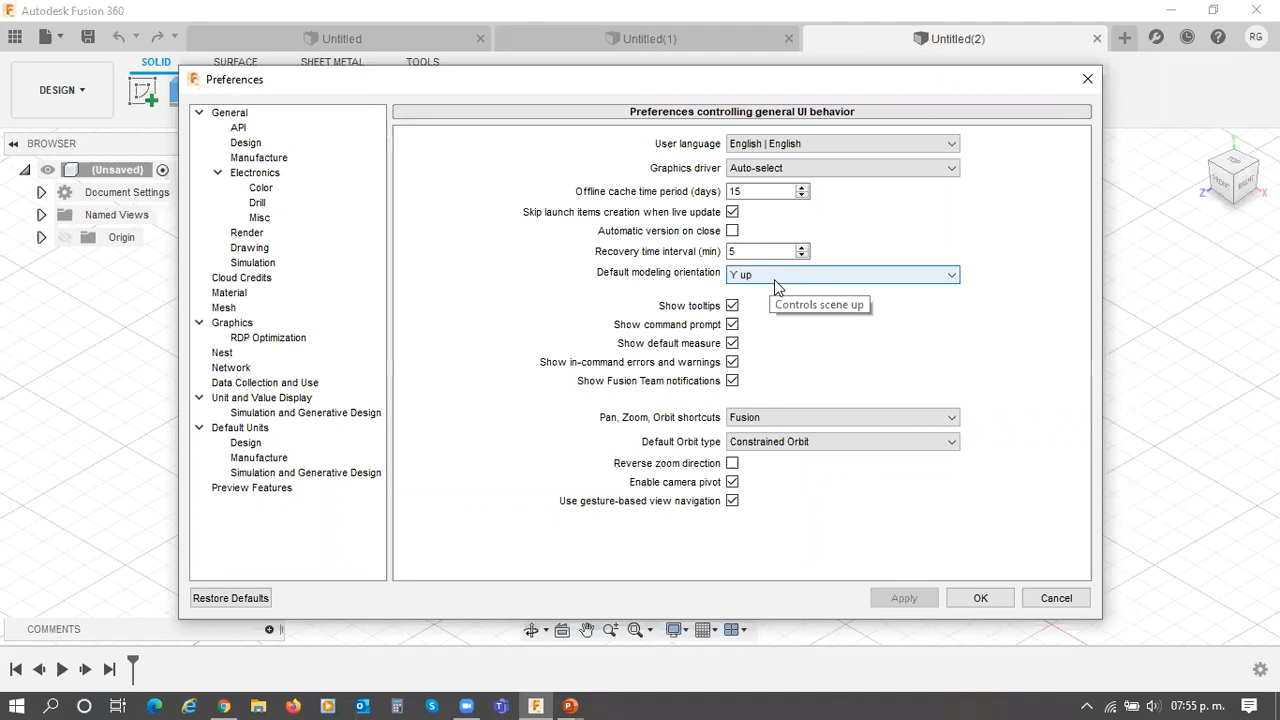 Autodesk Fusion 360
Untitled
Untitled(1)
Untitled(2)
RG
SOLID
SURFACE
SHEET METAL
TOOLS
DESIGN
Preferences
General
API
Design
Manufacture
Electronics
Color
Drill
Misc
Render
Drawing
Simulation
Cloud Credits
Material
Mesh
Graphics
RDP Optimization
Nest
Network
Data Collection and Use
Unit and Value Display
Simulation and Generative Design
Default Units
Design
Manufacture
Simulation and Generative Design
Preview Features
Preferences controlling general UI behavior
User language English | English
Graphics driver Auto-select
Offline cache time period (days) 15
Skip launch items creation when live update
Automatic version on close
Recovery time interval (min) 5
Default modeling orientation Y up
Controls scene up
Show tooltips
Show command prompt
Show default measure
Show in-command errors and warnings
Show Fusion Team notifications
Pan, Zoom, Orbit shortcuts Fusion
Default Orbit type Constrained Orbit
Reverse zoom direction
Enable camera pivot
Use gesture-based view navigation
Restore Defaults
Apply
OK
Cancel
BROWSER
(Unsaved)
Document Settings
Named Views
Origin
Y
TOP
FRONT
RIGHT
Z
X
COMMENTS
07:55 p. m.